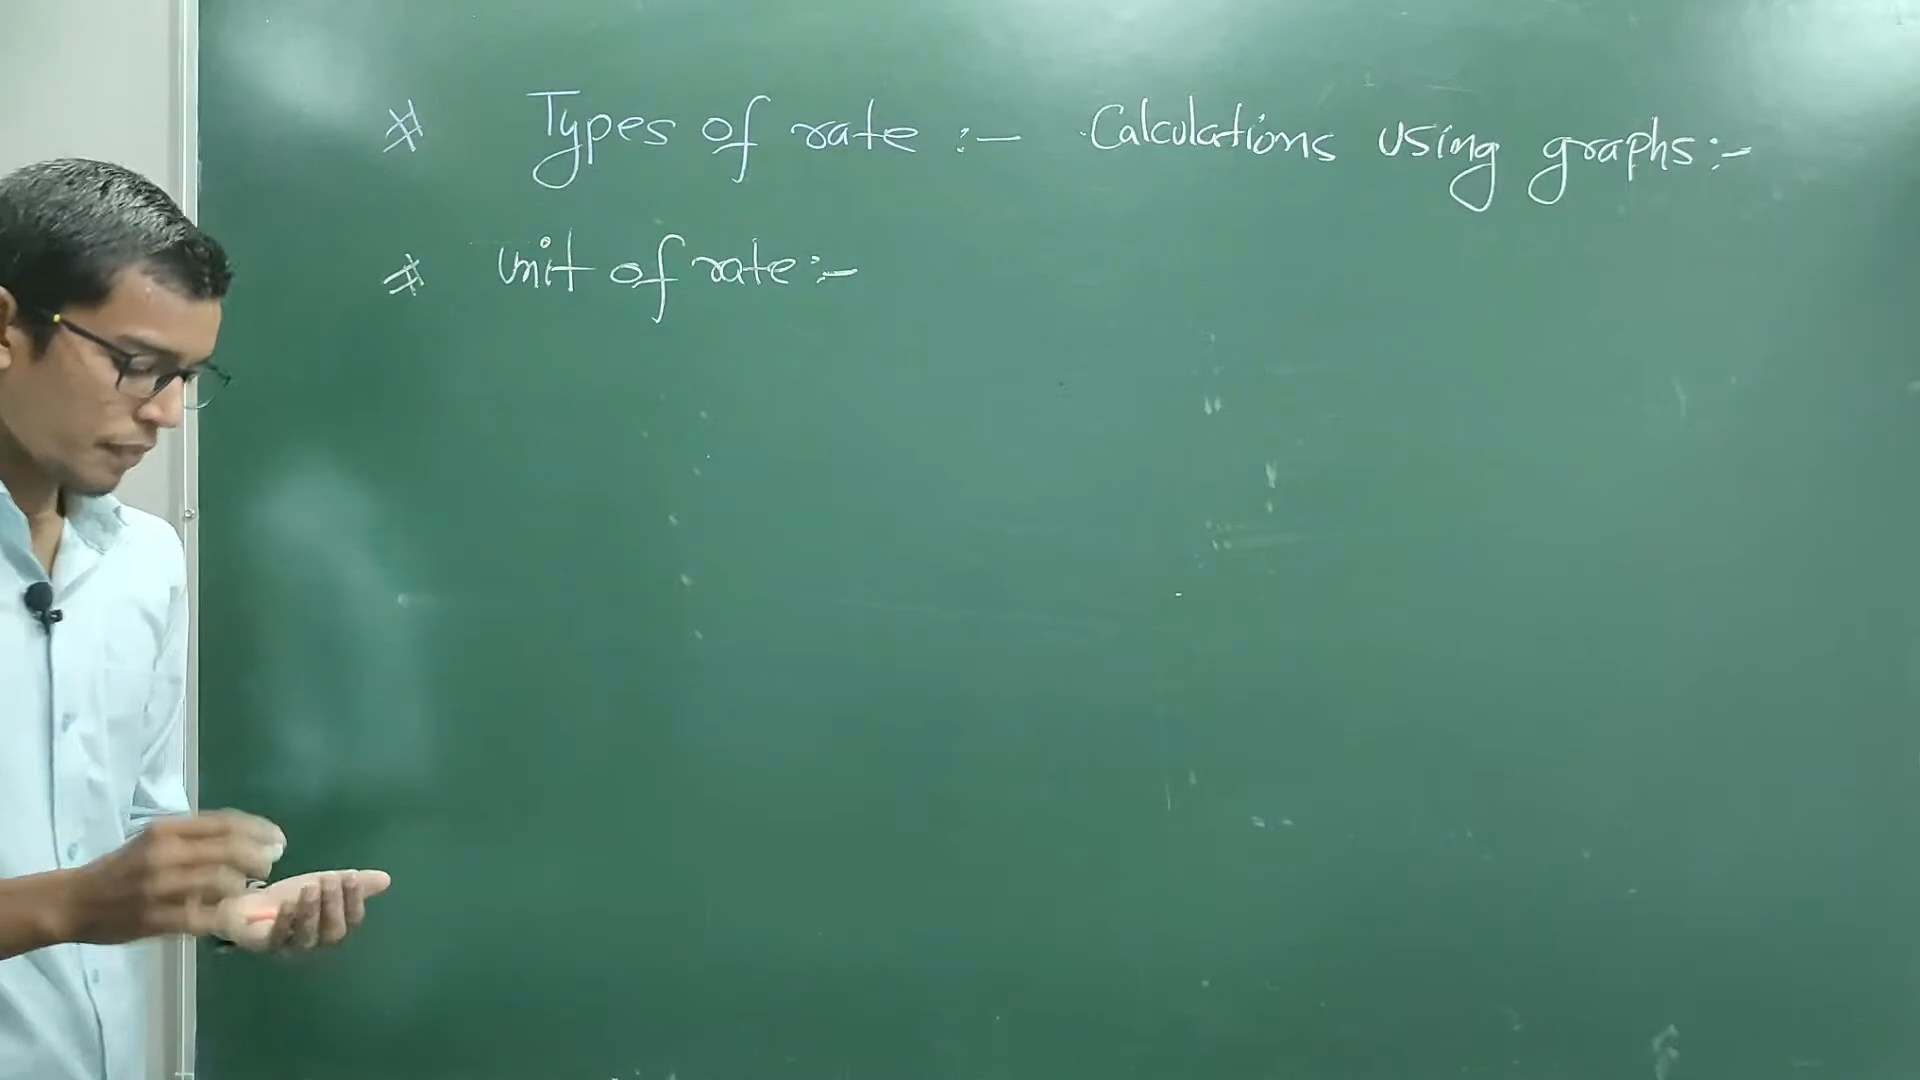 # Types of rate :- Calculations using graphs :-
# Unit of rate :-